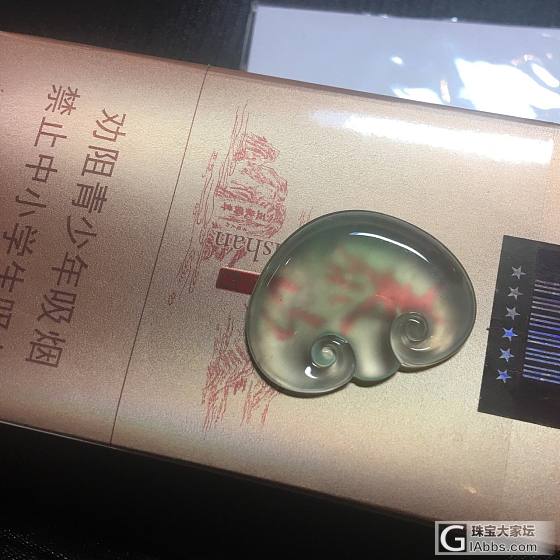 劝阻青少年吸烟
禁止中小学生吸
shan
珠宝大家坛
GIAbbs.com